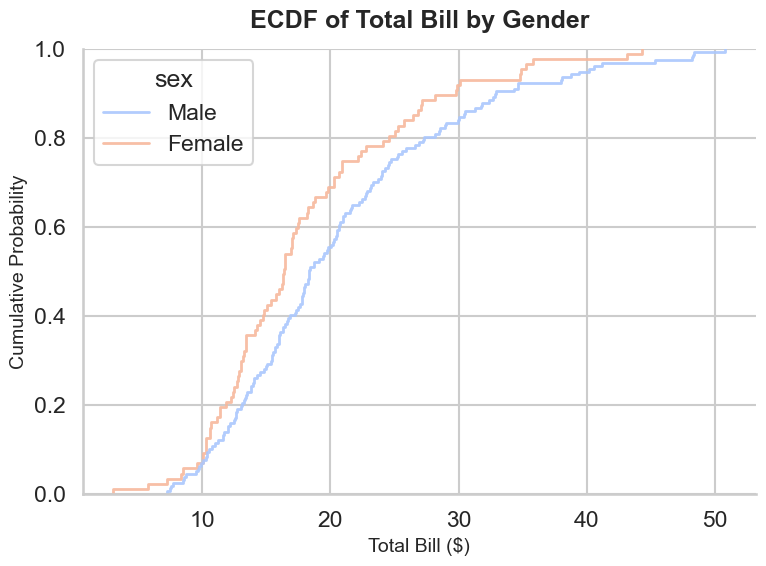 ECDF of Total Bill by Gender
sex
Male
Female
Cumulative Probability
1.0
0.8
0.6
0.4
0.2
0.0
10 20 30 40 50
Total Bill ($)